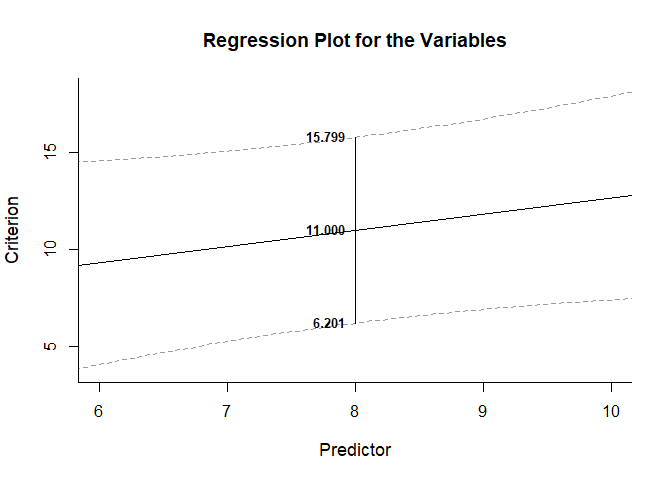 Regression Plot for the Variables
Criterion
15
10
5
15.799
11.000
6.201
6 7 8 9 10
Predictor